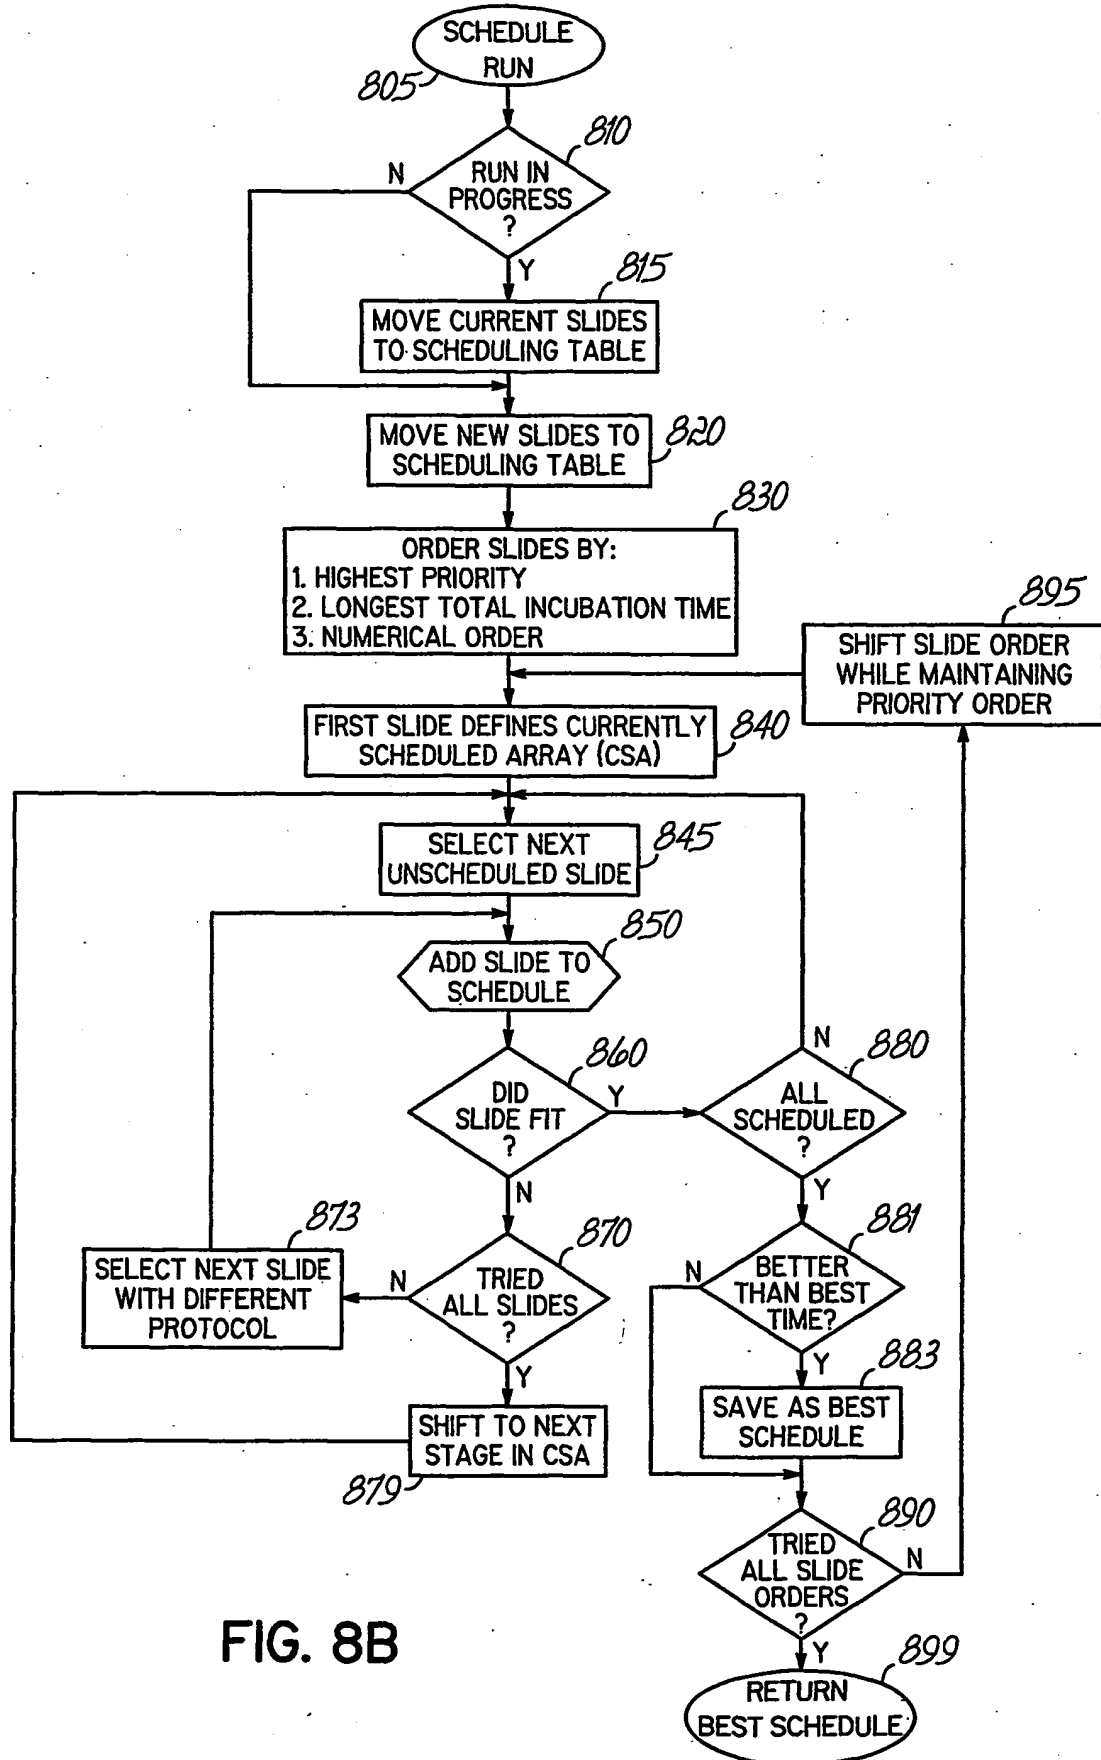 SCHEDULE
RUN
805
810
RUN IN
PROGRESS
?
N
Y
815
MOVE CURRENT SLIDES
TO SCHEDULING TABLE
MOVE NEW SLIDES TO
SCHEDULING TABLE
820
830
ORDER SLIDES BY:
1. HIGHEST PRIORITY
2. LONGEST TOTAL INCUBATION TIME
3. NUMERICAL ORDER
895
SHIFT SLIDE ORDER
WHILE MAINTAINING
PRIORITY ORDER
FIRST SLIDE DEFINES CURRENTLY
SCHEDULED ARRAY (CSA)
840
SELECT NEXT
UNSCHEDULED SLIDE
845
ADD SLIDE TO
SCHEDULE
850
DID
SLIDE FIT
?
860
Y
N
ALL
SCHEDULED
?
880
N
Y
873
SELECT NEXT SLIDE
WITH DIFFERENT
PROTOCOL
870
TRIED
ALL SLIDES
?
N
Y
881
BETTER
THAN BEST
TIME?
N
Y
SHIFT TO NEXT
STAGE IN CSA
879
883
SAVE AS BEST
SCHEDULE
890
TRIED
ALL SLIDE
ORDERS
?
N
Y
899
RETURN
BEST SCHEDULE
FIG. 8B